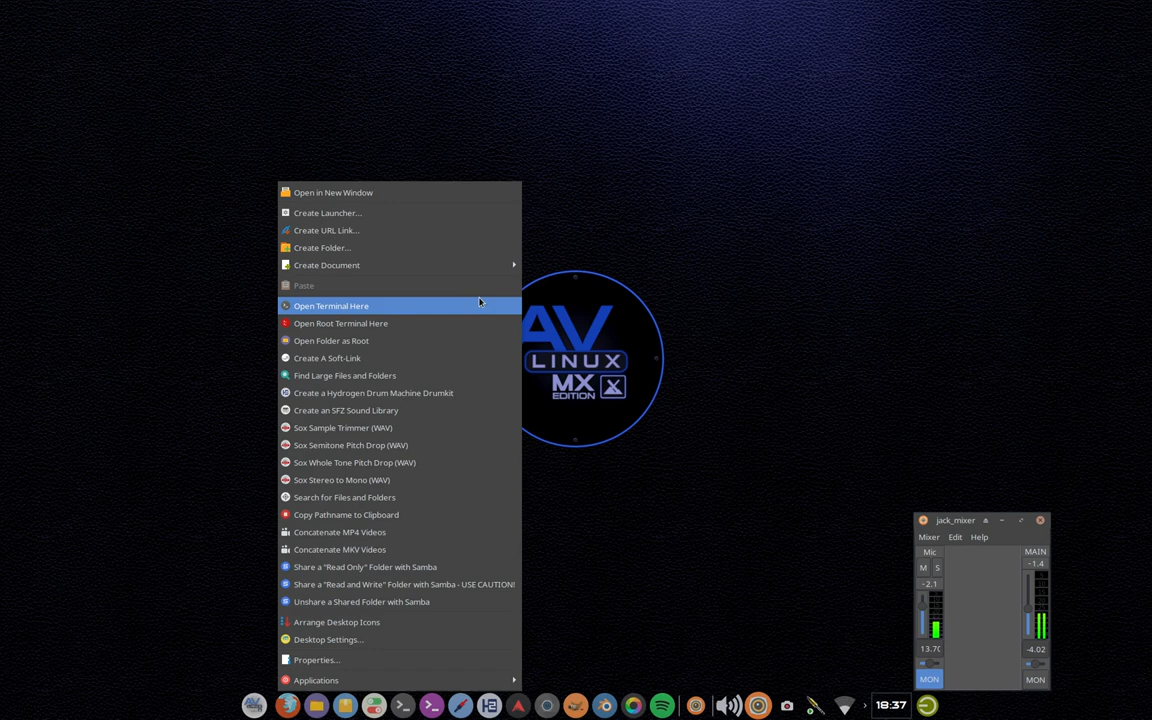 Open in New Window
Create Launcher...
Create URL Link...
Create Folder...
Create Document
Paste
Open Terminal Here
Open Root Terminal Here
Open Folder as Root
Create A Soft-Link
Find Large Files and Folders
Create a Hydrogen Drum Machine Drumkit
Create an SFZ Sound Library
Sox Sample Trimmer (WAV)
Sox Semitone Pitch Drop (WAV)
Sox Whole Tone Pitch Drop (WAV)
Sox Stereo to Mono (WAV)
Search for Files and Folders
Copy Pathname to Clipboard
Concatenate MP4 Videos
Concatenate MKV Videos
Share a "Read Only" Folder with Samba
Share a "Read and Write" Folder with Samba - USE CAUTION!
Unshare a Shared Folder with Samba
Arrange Desktop Icons
Desktop Settings...
Properties...
Applications
AV
LINUX
MX
EDITION
jack_mixer
Mixer Edit Help
Mic MAIN
M S -1.4
-2.1
13.70 -4.02
MON MON
H2
18:37